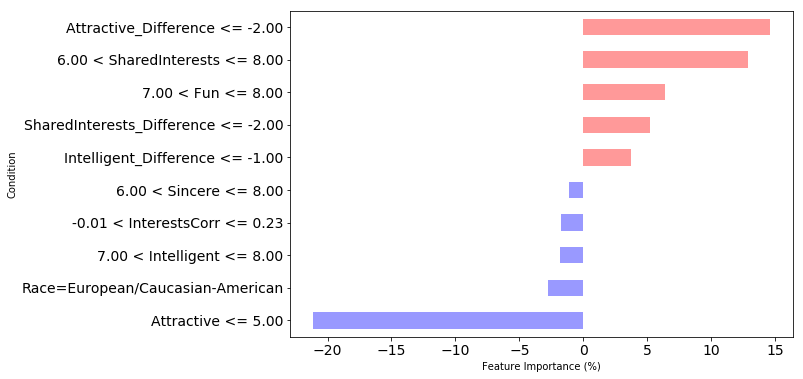 Attractive_Difference <= -2.00
6.00 < SharedInterests <= 8.00
7.00 < Fun <= 8.00
SharedInterests_Difference <= -2.00
Intelligent_Difference <= -1.00
6.00 < Sincere <= 8.00
-0.01 < InterestsCorr <= 0.23
7.00 < Intelligent <= 8.00
Race=European/Caucasian-American
Attractive <= 5.00
Condition
−20 −15 −10 −5 0 5 10 15
Feature Importance (%)